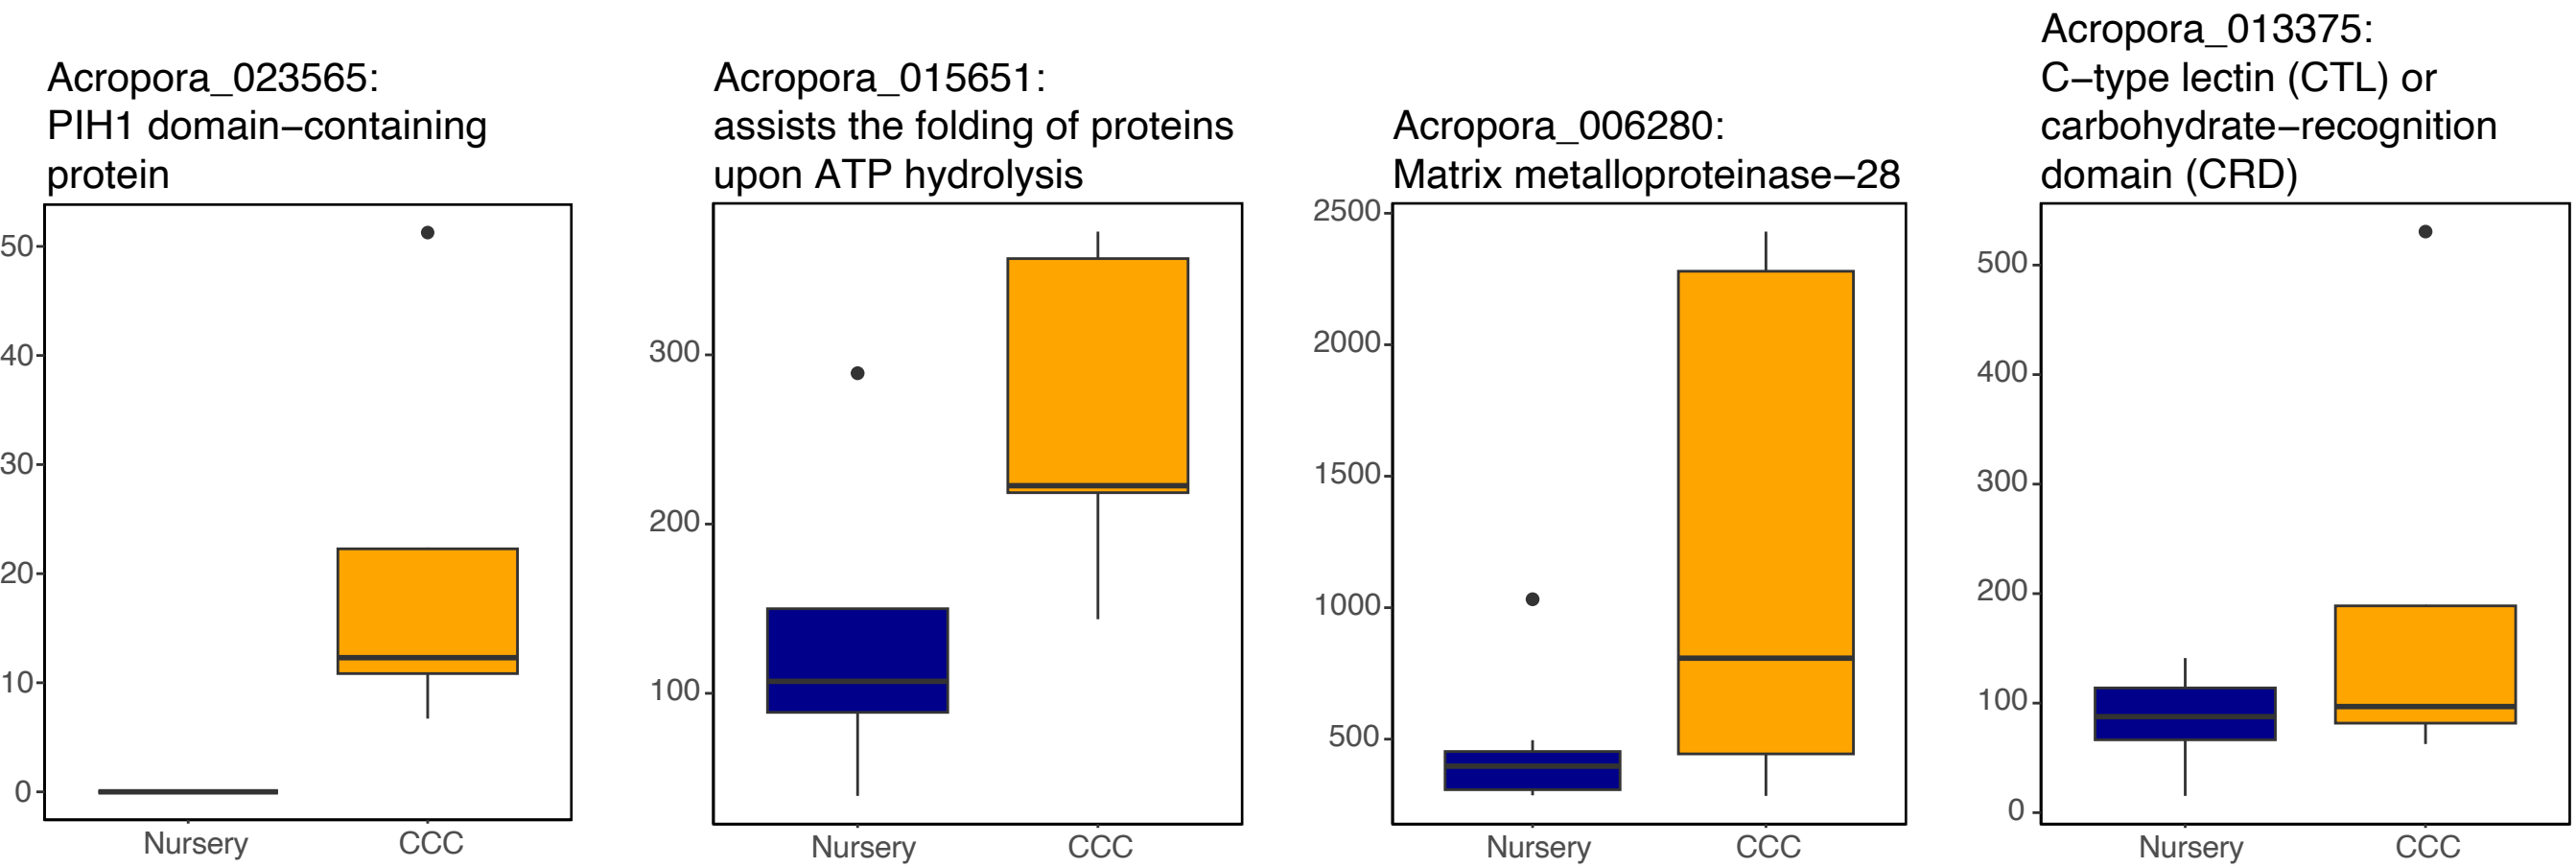 Acropora_023565:
PIH1 domain−containing
protein
50
40
30
20
10
0
Nursery CCC
Acropora_015651:
assists the folding of proteins
upon ATP hydrolysis
300
200
100
Nursery CCC
Acropora_006280:
Matrix metalloproteinase−28
2500
2000
1500
1000
500
Nursery CCC
Acropora_013375:
C−type lectin (CTL) or
carbohydrate−recognition
domain (CRD)
500
400
300
200
100
0
Nursery CCC